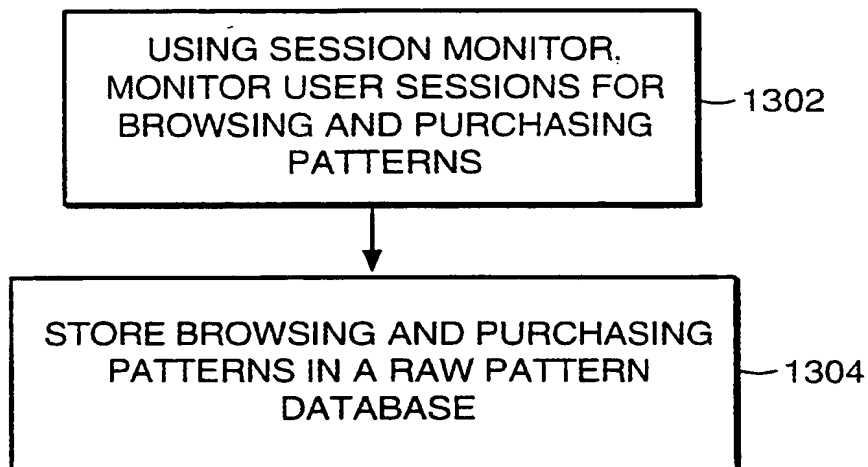 USING SESSION MONITOR,
MONITOR USER SESSIONS FOR
BROWSING AND PURCHASING
PATTERNS
1302
STORE BROWSING AND PURCHASING
PATTERNS IN A RAW PATTERN
DATABASE
1304